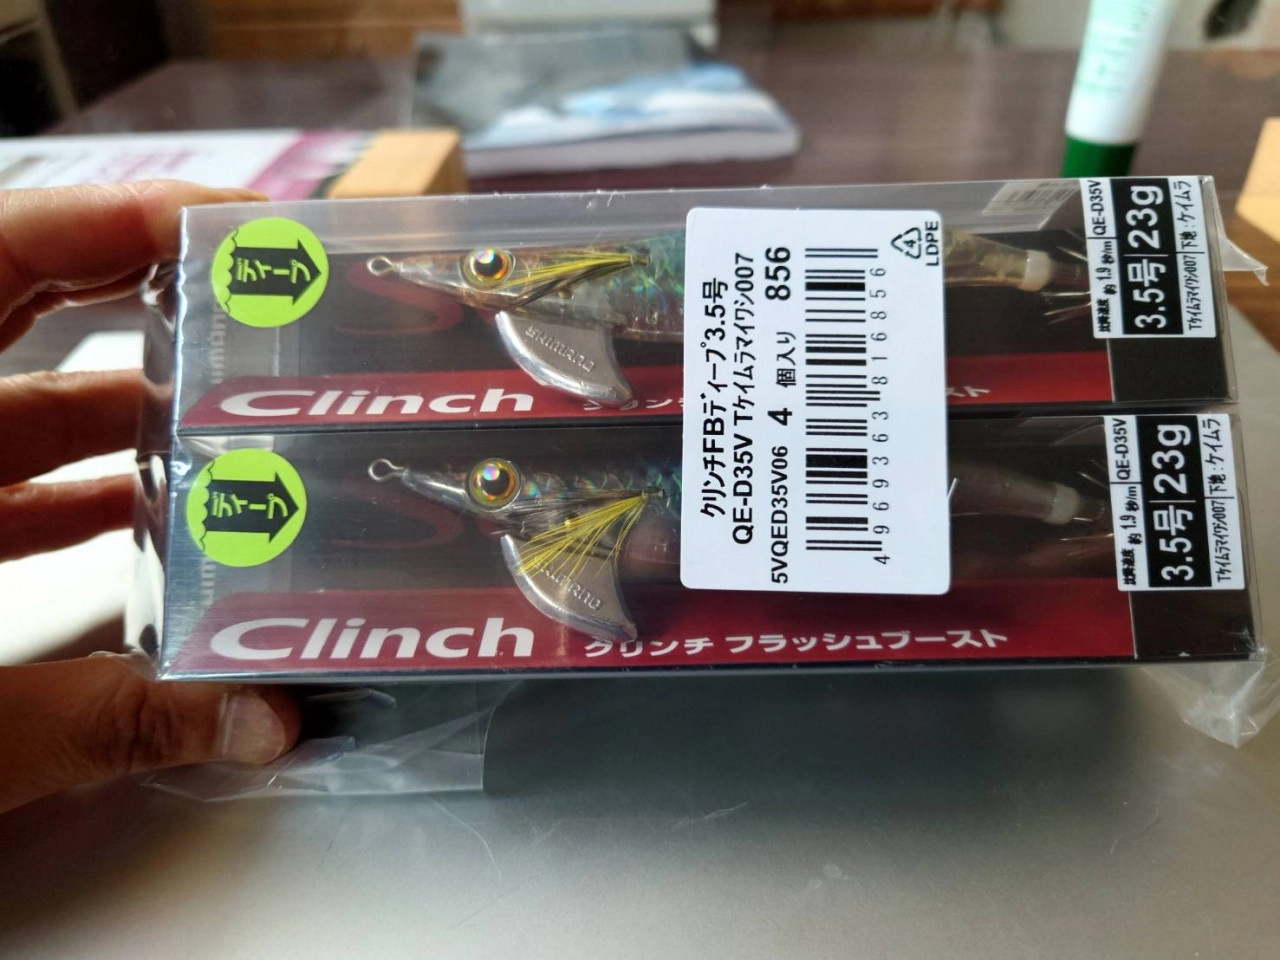 ディープ
Clinch
SHIMANO
クリンチFBディープ3.5号
QE-D35V Tケイムラマイワシ007
5VQED35V06 4 個入り 856
4 969363 816856
4
LDPE
比沈速度 約 1.9 秒/m QE-D35V
3.5号 23g
Tケイムラマイワシ007 下地:ケイムラ
ディープ
Clinch クリンチ フラッシュブースト
約 1.9 秒/m QE-D35V
3.5号 23g
Tケイムラマイワシ007 下地:ケイムラ